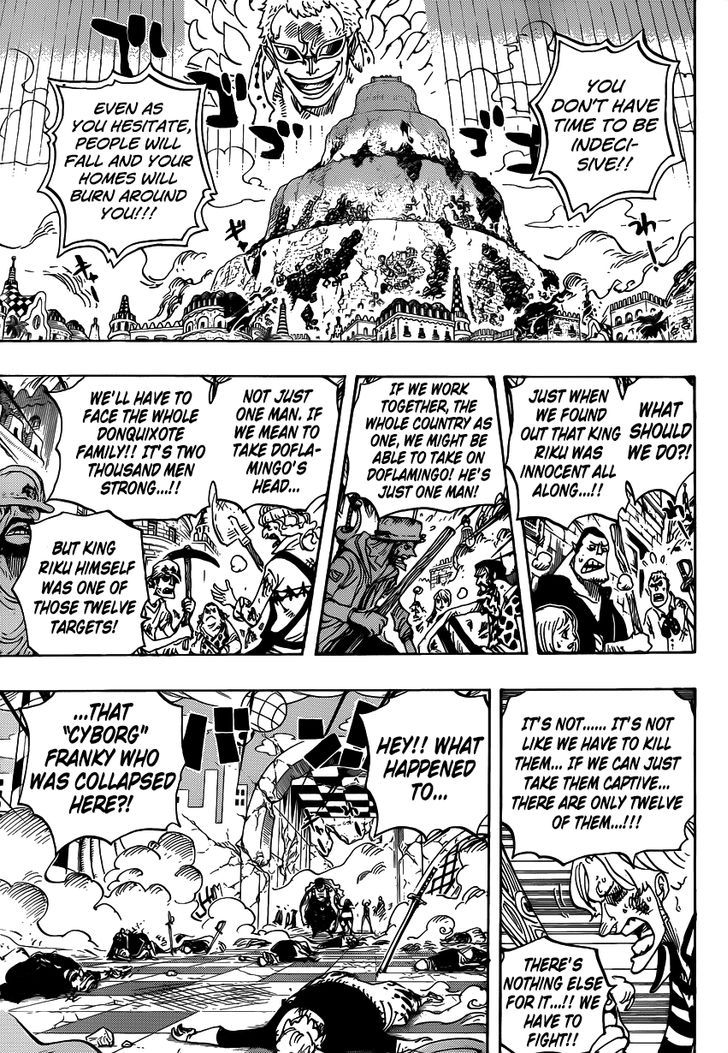 YOU
DON'T HAVE
TIME TO BE
INDECI-
SIVE!!
EVEN AS
YOU HESITATE,
PEOPLE WILL
FALL AND YOUR
HOMES WILL
BURN AROUND
YOU!!!
ゴゴゴ
ゴゴゴ
WHAT
SHOULD
WE DO?!
JUST WHEN
WE FOUND
OUT THAT KING
RIKU WAS
INNOCENT ALL
ALONG...!!
IF WE WORK
TOGETHER, THE
WHOLE COUNTRY AS
ONE, WE MIGHT BE
ABLE TO TAKE ON
DOFLAMINGO! HE'S
JUST ONE MAN!
NOT JUST
ONE MAN. IF
WE MEAN TO
TAKE DOFLA-
MINGO'S
HEAD...
WE'LL HAVE TO
FACE THE WHOLE
DONQUIXOTE
FAMILY!! IT'S TWO
THOUSAND MEN
STRONG...!!
BUT KING
RIKU HIMSELF
WAS ONE OF
THOSE TWELVE
TARGETS!
IT'S NOT...... IT'S NOT
LIKE WE HAVE TO KILL
THEM... IF WE CAN JUST
TAKE THEM CAPTIVE...
THERE ARE ONLY TWELVE
OF THEM...!!!
THERE'S
NOTHING ELSE
FOR IT...!! WE
HAVE TO
FIGHT!!
HEY!! WHAT
HAPPENED
TO...
...THAT
"CYBORG"
FRANKY WHO
WAS COLLAPSED
HERE?!